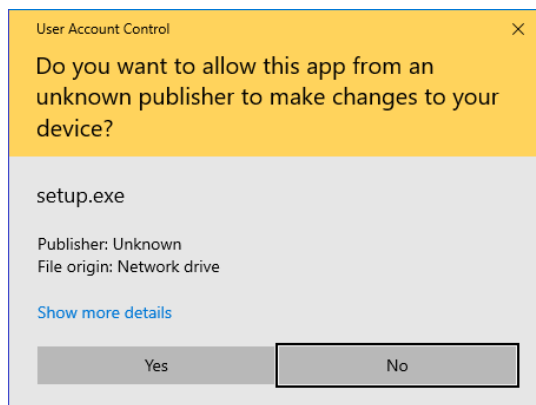 User Account Control
Do you want to allow this app from an
unknown publisher to make changes to your
device?
setup.exe
Publisher: Unknown
File origin: Network drive
Show more details
Yes
No